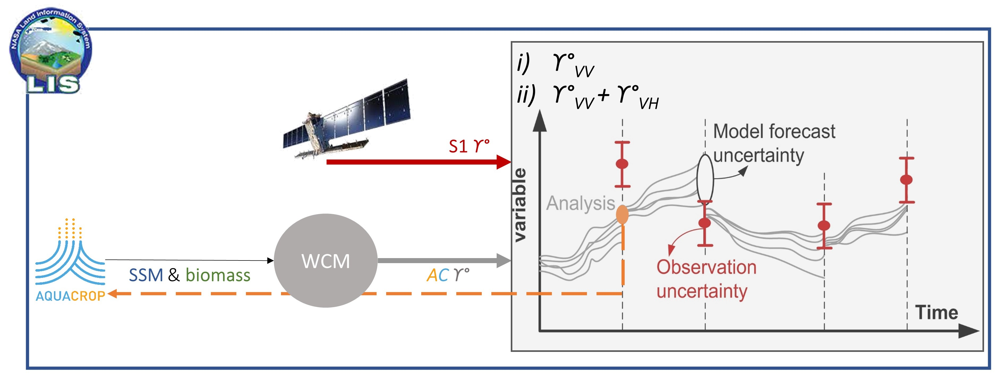 NASA Land Information System
LIS
i) ϒ°VV
ii) ϒ°VV + ϒ°VH
S1 ϒ°
Model forecast
uncertainty
variable
Analysis
WCM
SSM & biomass
AC ϒ°
Observation
uncertainty
AQUACROP
Time